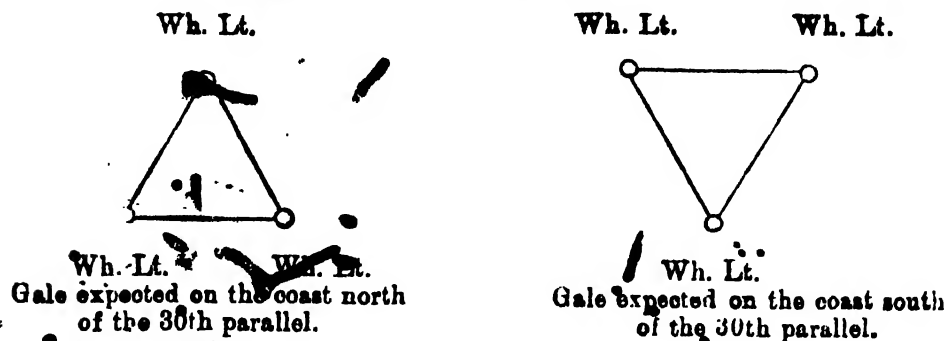 Wh. Lt.
Wh. Lt. Wh. Lt.
Wh. Lt. Wh. Lt.
Gale expected on the coast north
of the 30th parallel.
Wh. Lt.
Gale expected on the coast south
of the 30th parallel.